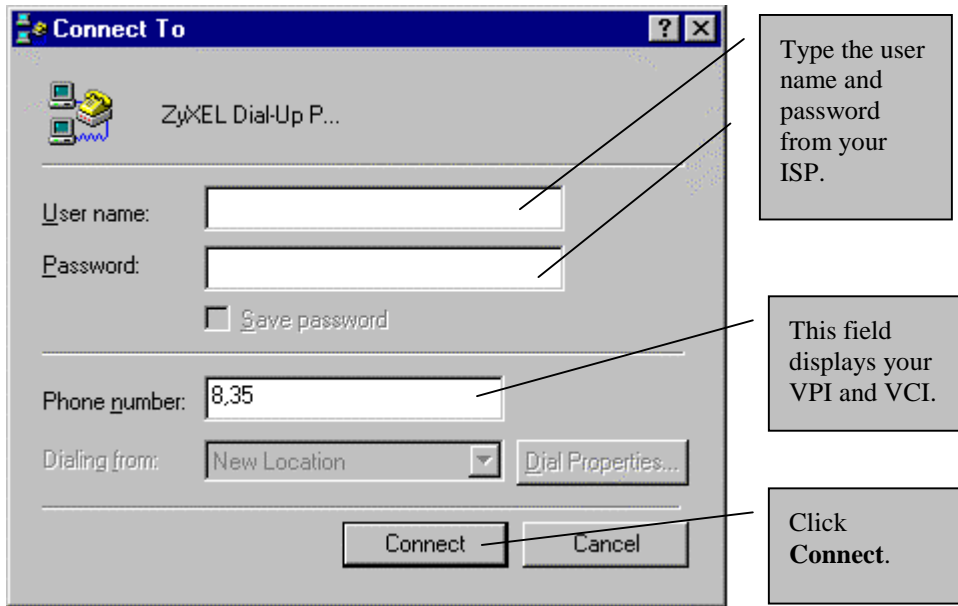 Connect To
ZyXEL Dial-Up P...
User name:
Password:
Save password
Phone number: 8,35
Dialing from: New Location Dial Properties...
Connect Cancel
Type the user
name and
password
from your
ISP.
This field
displays your
VPI and VCI.
Click
Connect.